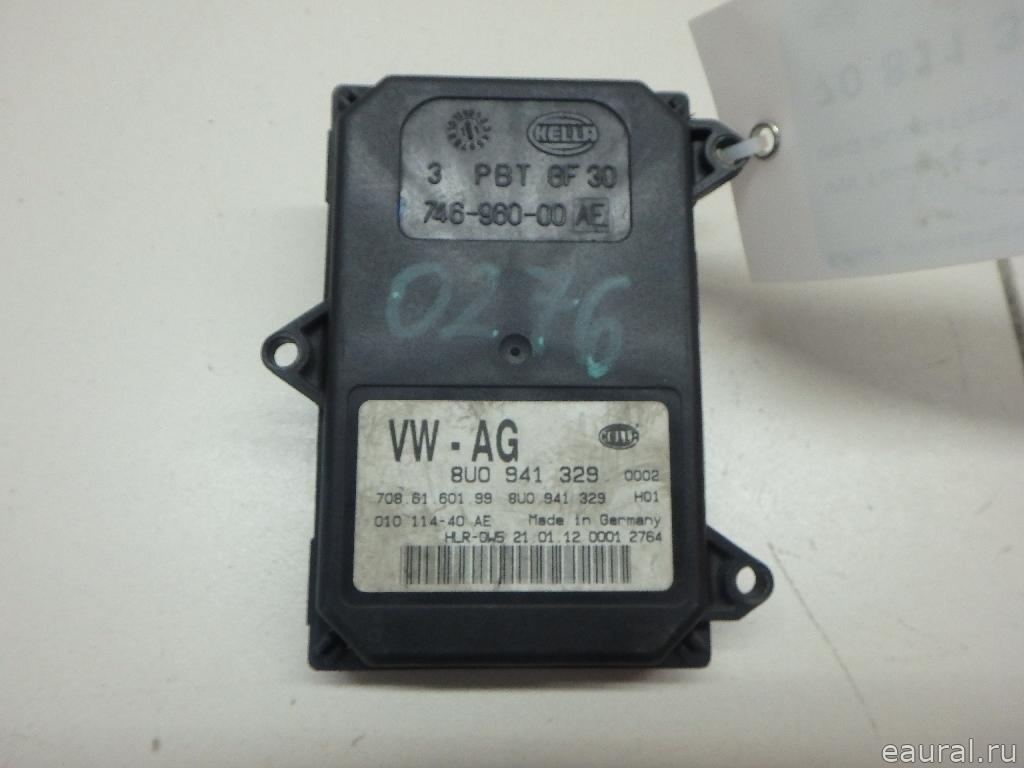 HELLA
3 PBT GF 30
746-960-00 AE
02.76
VW - AG
HELLA
8U0 941 329 0002
708.61.601.99 8U0 941 329 H01
010 114-40 AE Made in Germany
HLR-GW5 21.01.12 0001 2764
eaural.ru